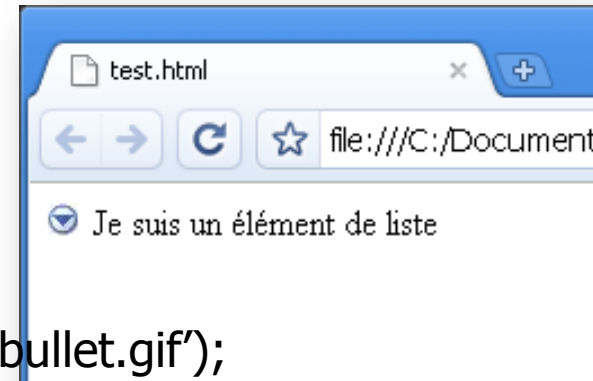 test.html
file:///C:/Document
Je suis un élément de liste
bullet.gif’);